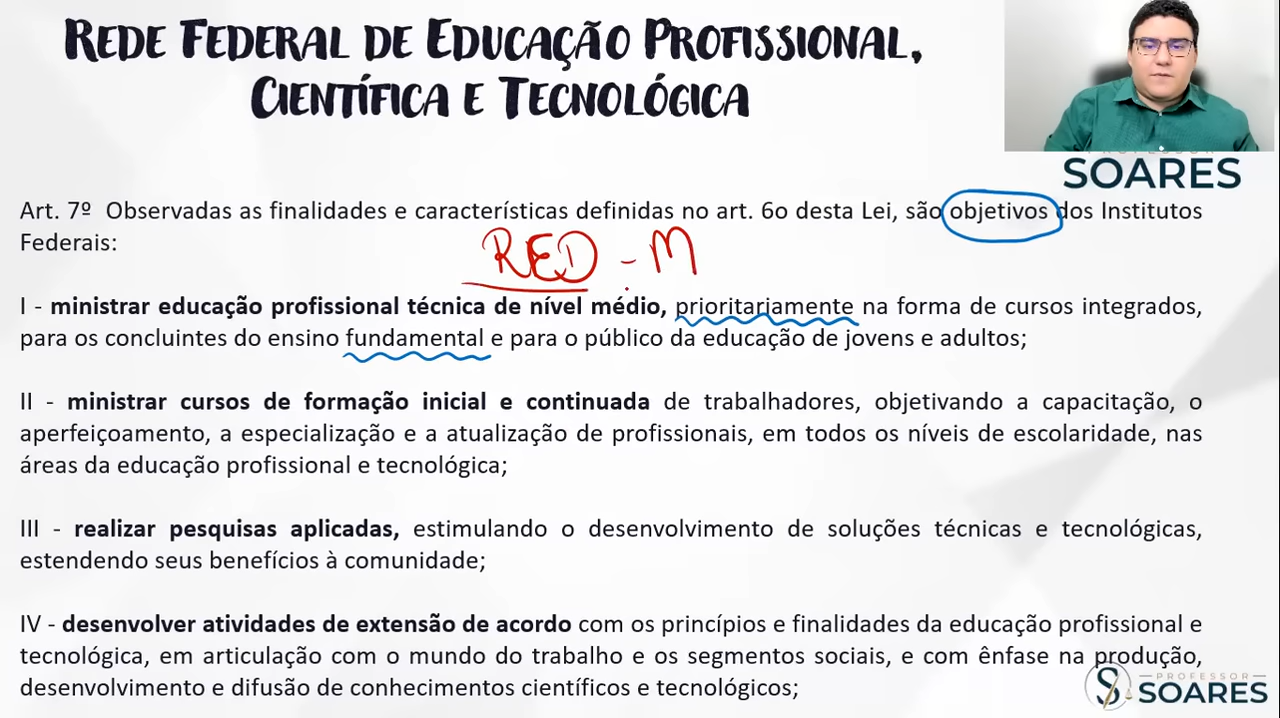 REDE FEDERAL DE EDUCAÇÃO PROFISSIONAL,
CIENTÍFICA E TECNOLÓGICA
SOARES
Art. 7º Observadas as finalidades e características definidas no art. 6o desta Lei, são objetivos dos Institutos
Federais:
RED - M
I - ministrar educação profissional técnica de nível médio, prioritariamente na forma de cursos integrados,
para os concluintes do ensino fundamental e para o público da educação de jovens e adultos;
II - ministrar cursos de formação inicial e continuada de trabalhadores, objetivando a capacitação, o
aperfeiçoamento, a especialização e a atualização de profissionais, em todos os níveis de escolaridade, nas
áreas da educação profissional e tecnológica;
III - realizar pesquisas aplicadas, estimulando o desenvolvimento de soluções técnicas e tecnológicas,
estendendo seus benefícios à comunidade;
IV - desenvolver atividades de extensão de acordo com os princípios e finalidades da educação profissional e
tecnológica, em articulação com o mundo do trabalho e os segmentos sociais, e com ênfase na produção,
desenvolvimento e difusão de conhecimentos científicos e tecnológicos;
PROFESSOR
SOARES